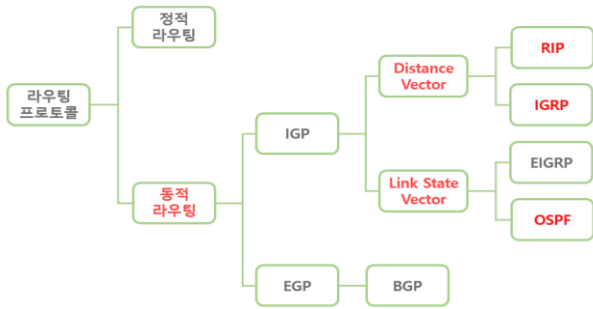 정적
라우팅
RIP
Distance
Vector
라우팅
프로토콜
IGRP
IGP
EIGRP
동적
라우팅
Link State
Vector
OSPF
EGP
BGP